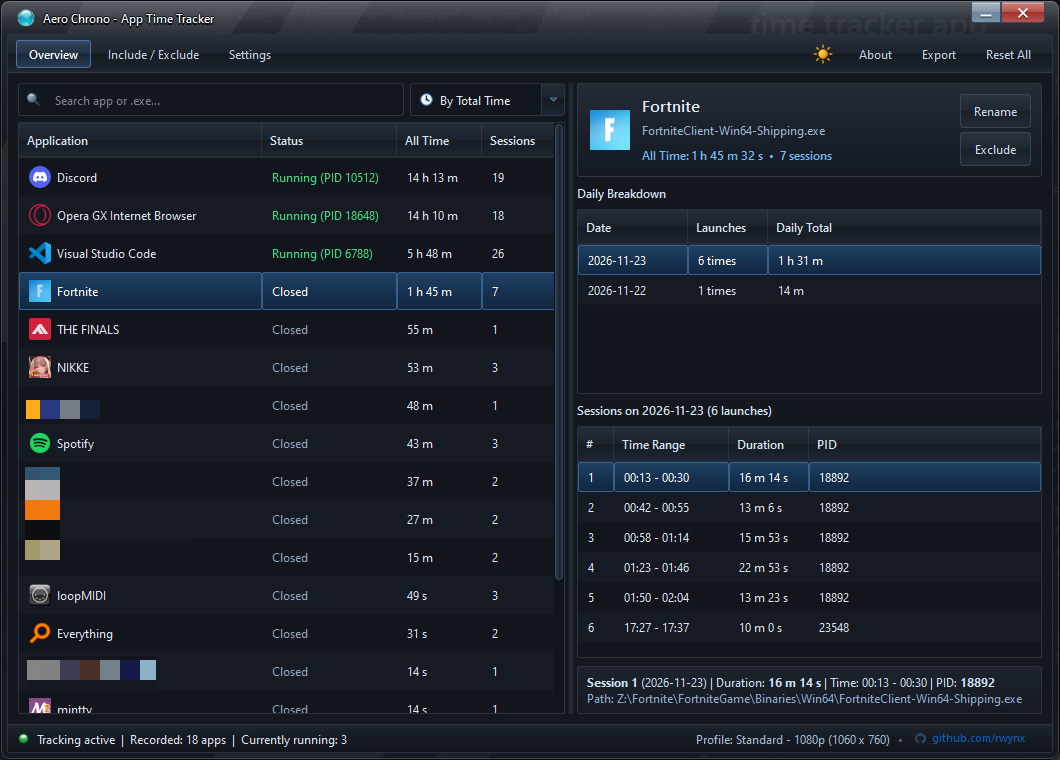 Aero Chrono - App Time Tracker
time tracker app
Overview
Include / Exclude
Settings
About
Export
Reset All
Search app or .exe...
By Total Time
Application Status All Time Sessions
Discord Running (PID 10512) 14 h 13 m 19
Opera GX Internet Browser Running (PID 18648) 14 h 10 m 18
Visual Studio Code Running (PID 6788) 5 h 48 m 26
Fortnite Closed 1 h 45 m 7
THE FINALS Closed 55 m 1
NIKKE Closed 53 m 3
Closed 48 m 1
Spotify Closed 43 m 3
Closed 37 m 2
Closed 27 m 2
Closed 15 m 2
loopMIDI Closed 49 s 3
Everything Closed 31 s 2
Closed 14 s 1
mintty Closed 14 s 1
Fortnite
FortniteClient-Win64-Shipping.exe
All Time: 1 h 45 m 32 s • 7 sessions
Rename
Exclude
Daily Breakdown
Date Launches Daily Total
2026-11-23 6 times 1 h 31 m
2026-11-22 1 times 14 m
Sessions on 2026-11-23 (6 launches)
# Time Range Duration PID
1 00:13 - 00:30 16 m 14 s 18892
2 00:42 - 00:55 13 m 6 s 18892
3 00:58 - 01:14 15 m 53 s 18892
4 01:23 - 01:46 22 m 53 s 18892
5 01:50 - 02:04 13 m 23 s 18892
6 17:27 - 17:37 10 m 0 s 23548
Session 1 (2026-11-23) | Duration: 16 m 14 s | Time: 00:13 - 00:30 | PID: 18892
Path: Z:\Fortnite\FortniteGame\Binaries\Win64\FortniteClient-Win64-Shipping.exe
Tracking active | Recorded: 18 apps | Currently running: 3
Profile: Standard - 1080p (1060 x 760) • github.com/rwynx